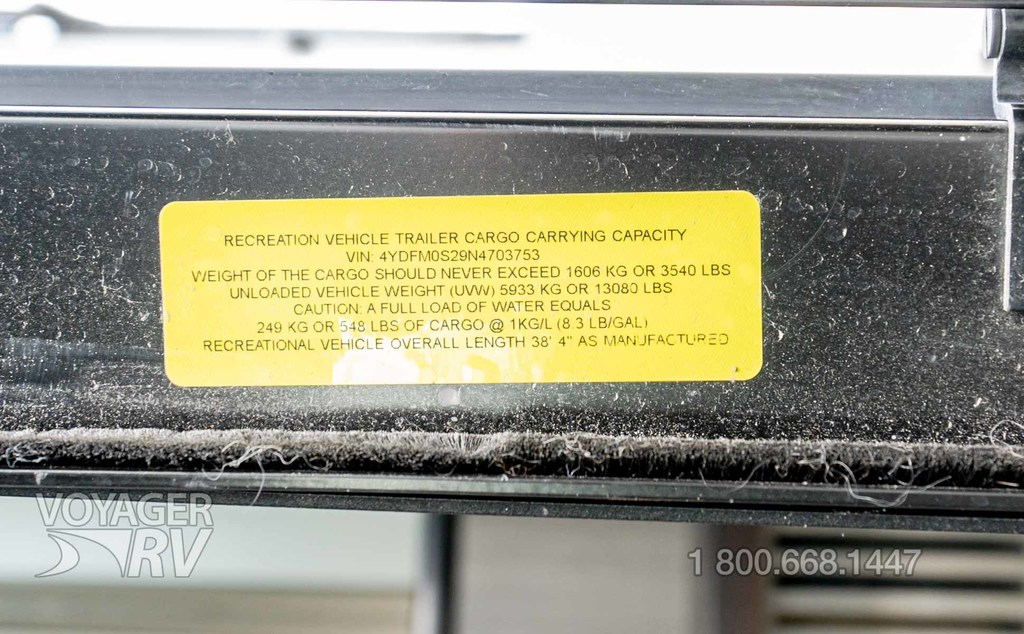 RECREATION VEHICLE TRAILER CARGO CARRYING CAPACITY
VIN: 4YDFM0S29N4703753
WEIGHT OF THE CARGO SHOULD NEVER EXCEED 1606 KG OR 3540 LBS
UNLOADED VEHICLE WEIGHT (UVW) 5933 KG OR 13080 LBS
CAUTION: A FULL LOAD OF WATER EQUALS
249 KG OR 548 LBS OF CARGO @ 1KG/L (8.3 LB/GAL)
RECREATIONAL VEHICLE OVERALL LENGTH 38' 4" AS MANUFACTURED
VOYAGER
RV
1 800.668.1447